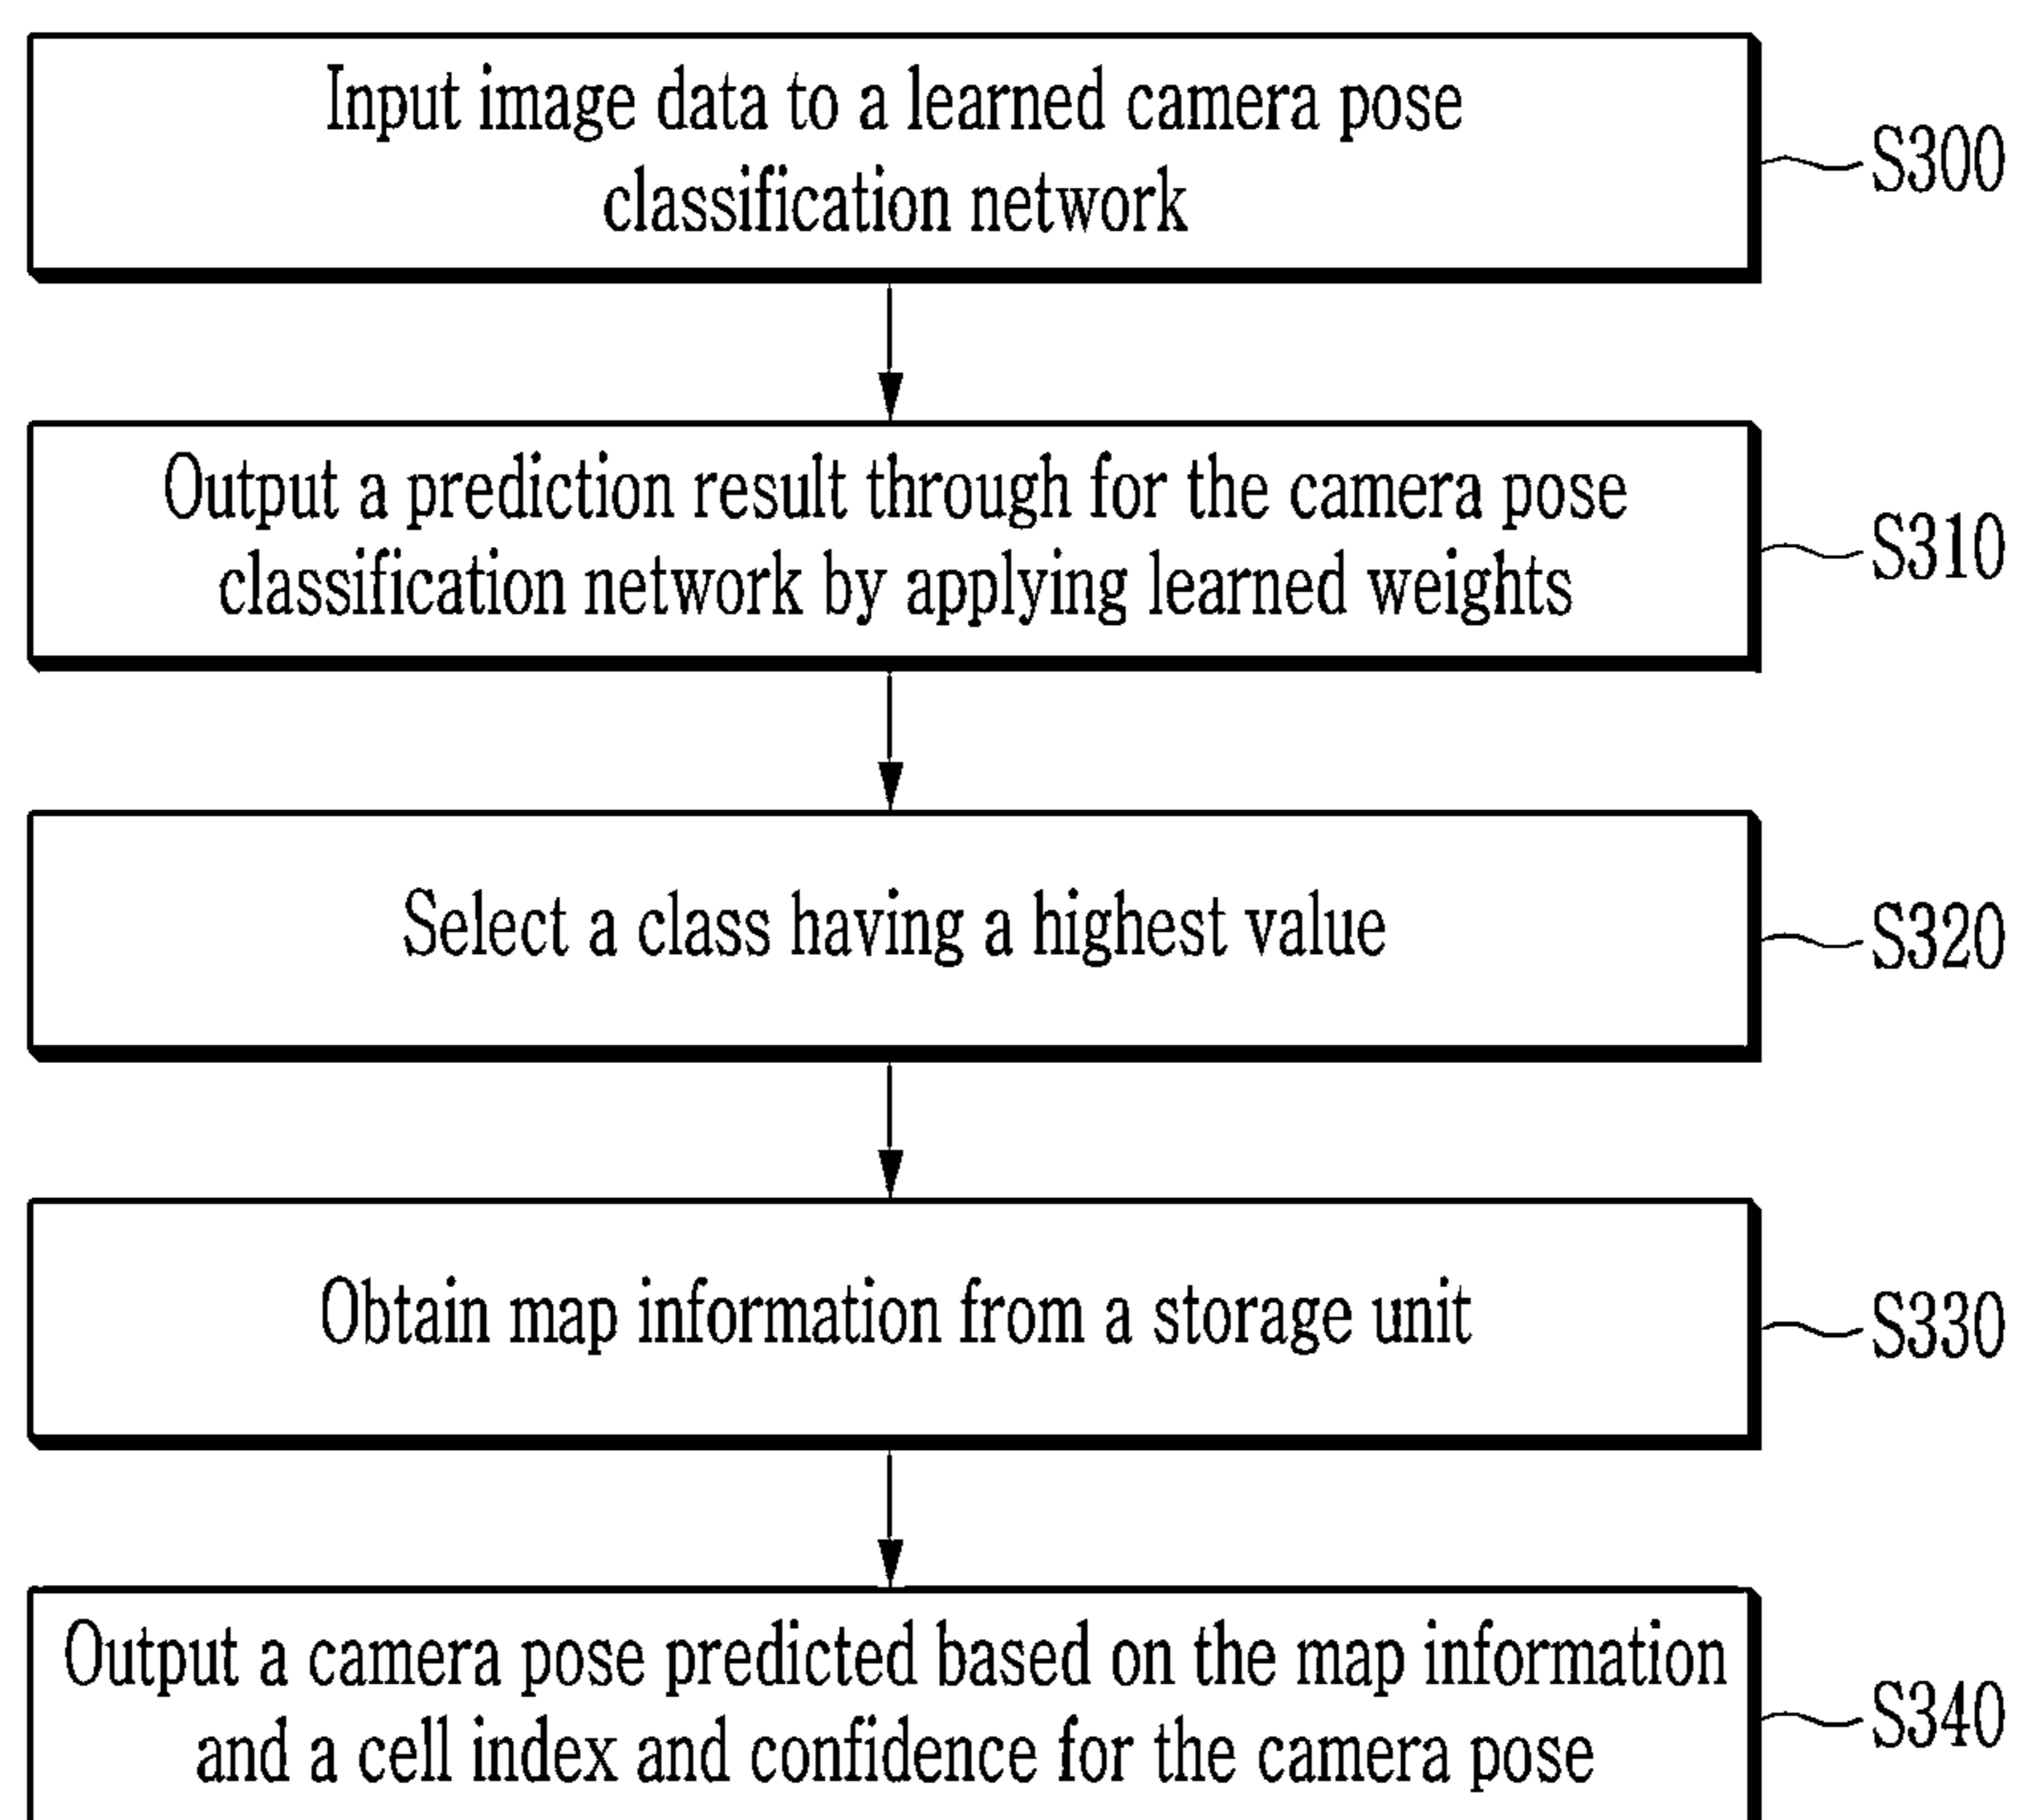 Input image data to a learned camera pose
classification network
S300
Output a prediction result through for the camera pose
classification network by applying learned weights
S310
Select a class having a highest value
S320
Obtain map information from a storage unit
S330
Output a camera pose predicted based on the map information
and a cell index and confidence for the camera pose
S340